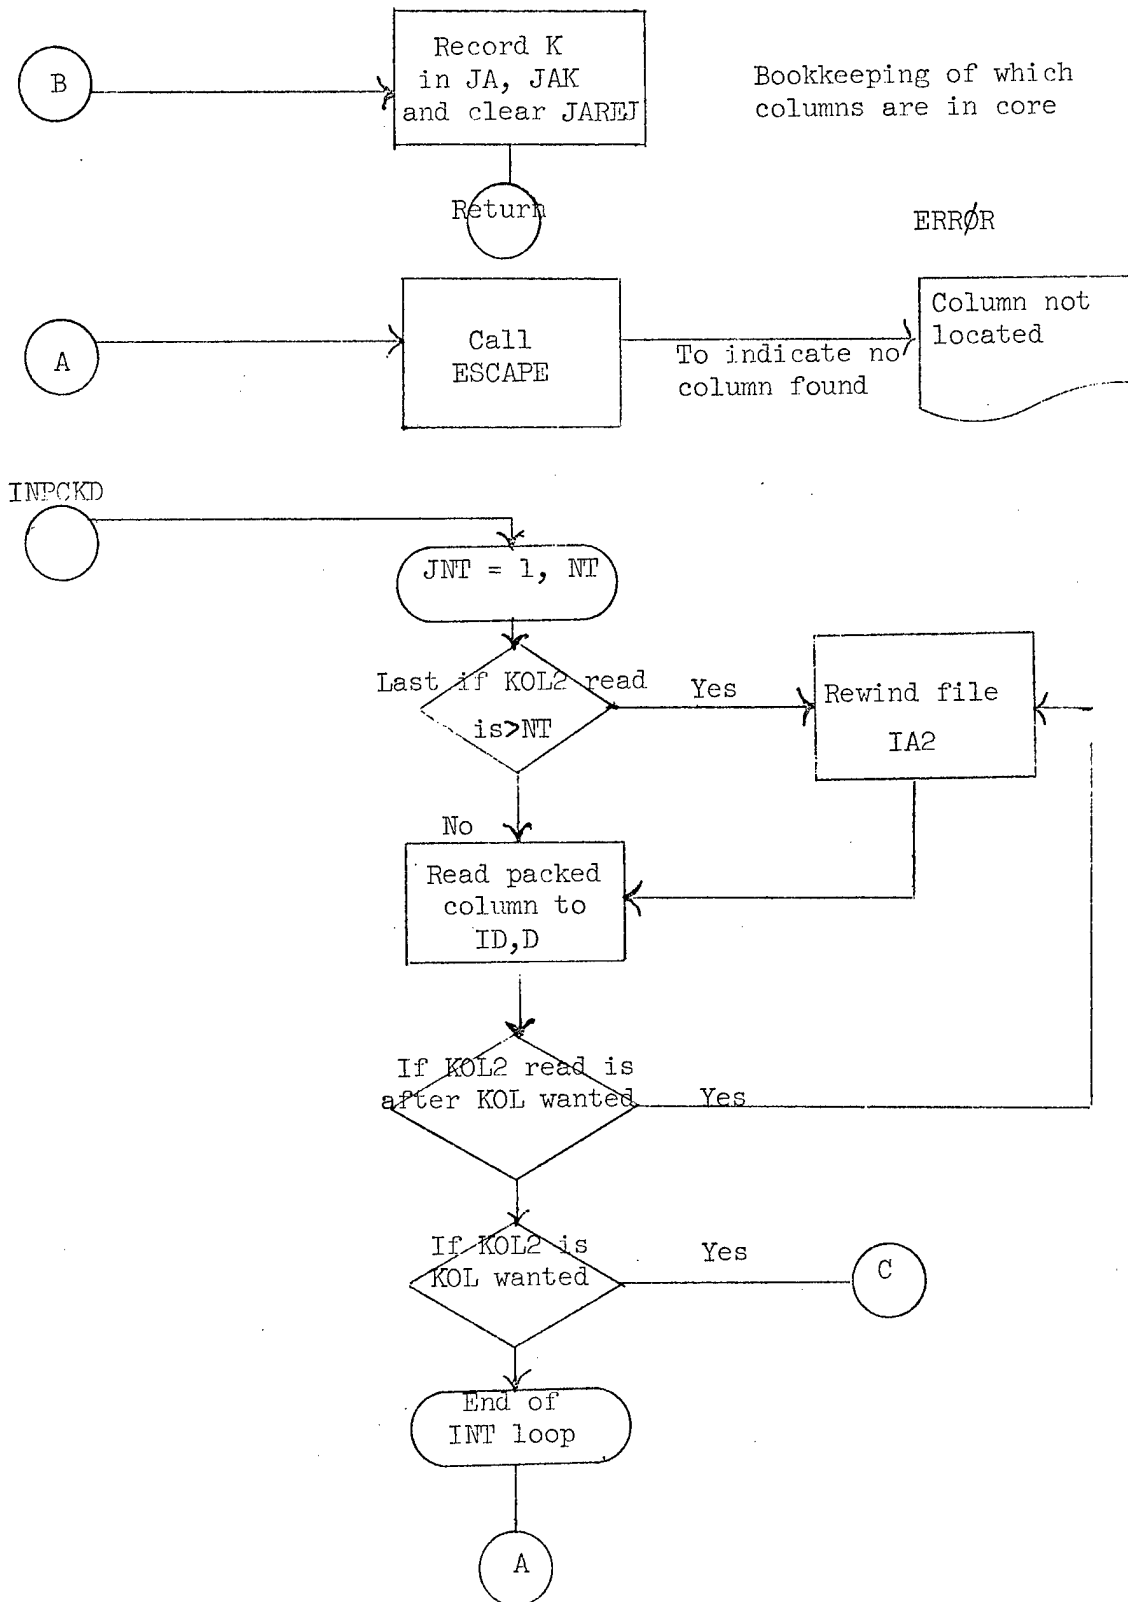 B
Record K
in JA, JAK
and clear JAREJ
Bookkeeping of which
columns are in core
Return
ERRØR
A
Call
ESCAPE
To indicate no
column found
Column not
located
INPCKD
JNT = 1, NT
Last if KOL2 read
is>NT
Yes
Rewind file
IA2
No
Read packed
column to
ID,D
If KOL2 read is
after KOL wanted
Yes
If KOL2 is
KOL wanted
Yes
C
End of
INT loop
A